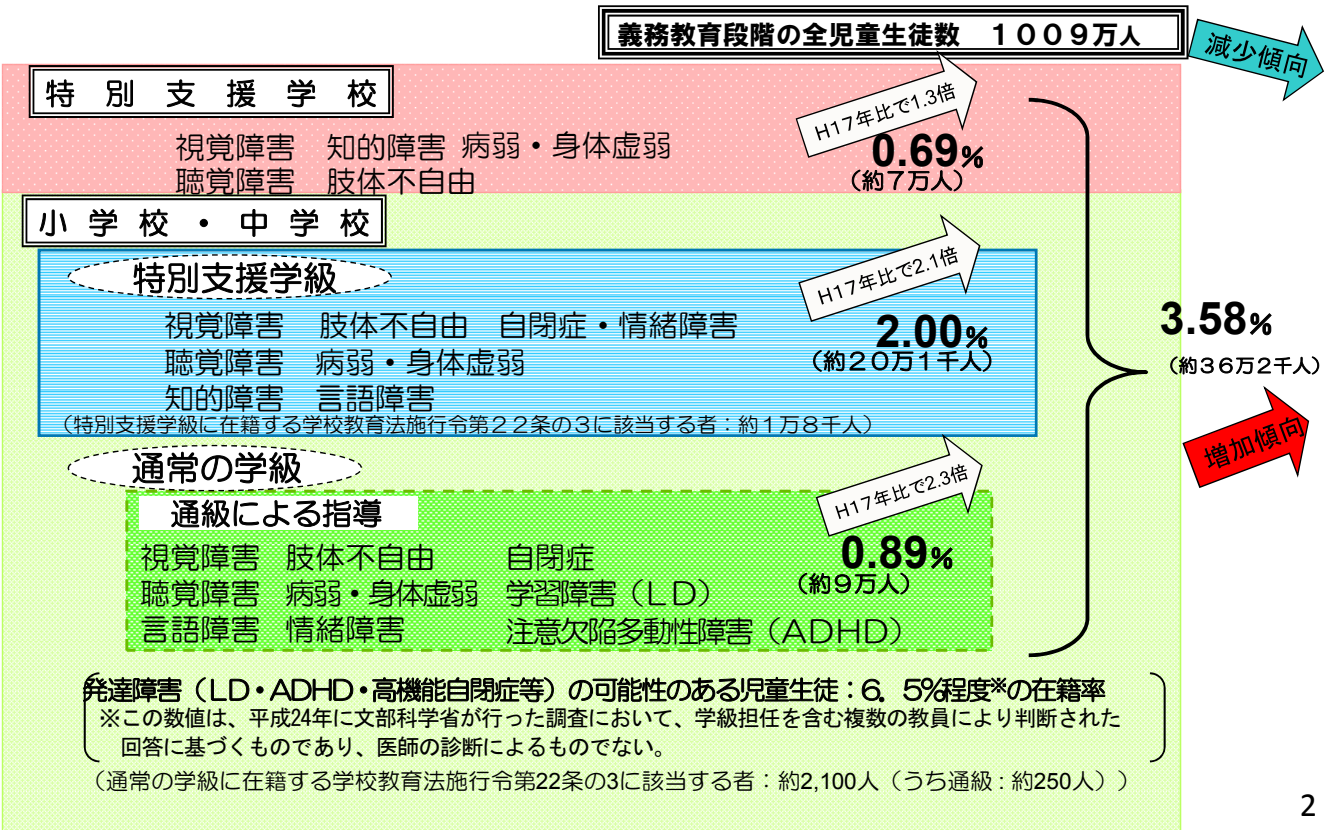 義務教育段階の全児童生徒数　１００９万人
減少傾向
特別支援学校
H17年比で1.3倍
視覚障害　知的障害　病弱・身体虚弱
聴覚障害　肢体不自由
0.69%
（約７万人）
小学校・中学校
特別支援学級
H17年比で2.1倍
視覚障害　肢体不自由　自閉症・情緒障害
聴覚障害　病弱・身体虚弱
知的障害　言語障害
2.00%
（約２０万１千人）
（特別支援学級に在籍する学校教育法施行令第２２条の３に該当する者：約１万８千人）
3.58%
（約３６万２千人）
増加傾向
通常の学級
通級による指導
H17年比で2.3倍
視覚障害　肢体不自由　自閉症
聴覚障害　病弱・身体虚弱　学習障害（ＬＤ）
言語障害　情緒障害　注意欠陥多動性障害（ＡＤＨＤ）
0.89%
（約９万人）
発達障害（ＬＤ・ＡＤＨＤ・高機能自閉症等）の可能性のある児童生徒：６．５％程度※の在籍率
※この数値は、平成24年に文部科学省が行った調査において、学級担任を含む複数の教員により判断された
回答に基づくものであり、医師の診断によるものでない。
（通常の学級に在籍する学校教育法施行令第22条の3に該当する者：約2,100人（うち通級：約250人））
2